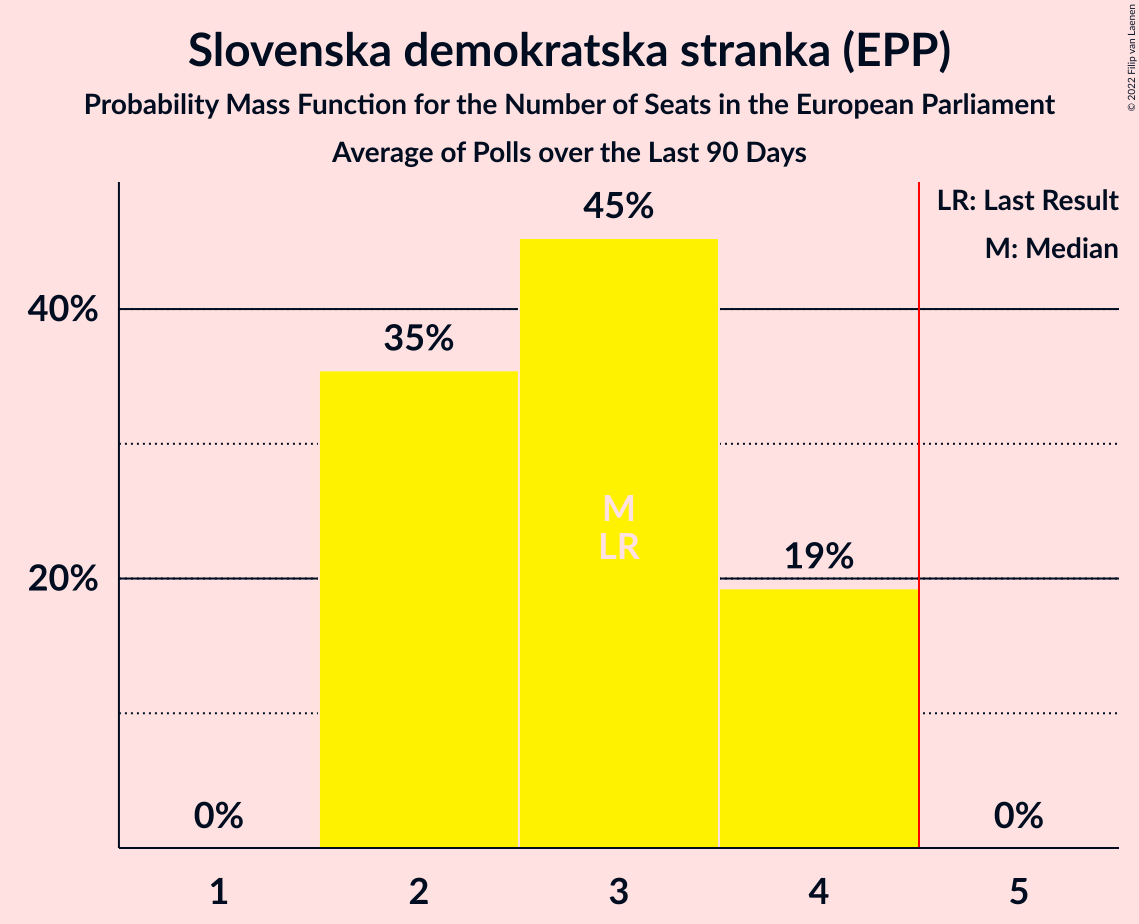 Slovenska demokratska stranka (EPP)
Probability Mass Function for the Number of Seats in the European Parliament
Average of Polls over the Last 90 Days
© 2022 Filip van Laenen
LR: Last Result
M: Median
45%
40%
35%
M
LR
19%
20%
0%
0%
1 2 3 4 5